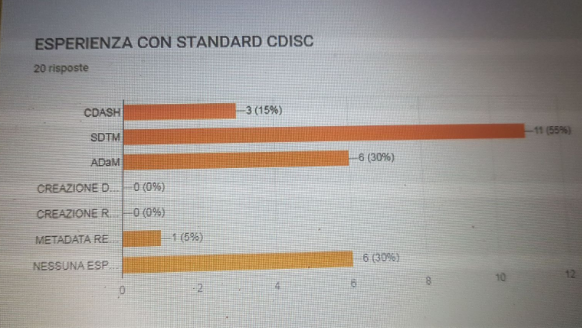 ESPERIENZA CON STANDARD CDISC
20 risposte
CDASH 3 (15%)
SDTM 11 (55%)
ADaM 6 (30%)
CREAZIONE D... 0 (0%)
CREAZIONE R... 0 (0%)
METADATA RE... 1 (5%)
NESSUNA ESP... 6 (30%)
0 2 4 6 8 10 12